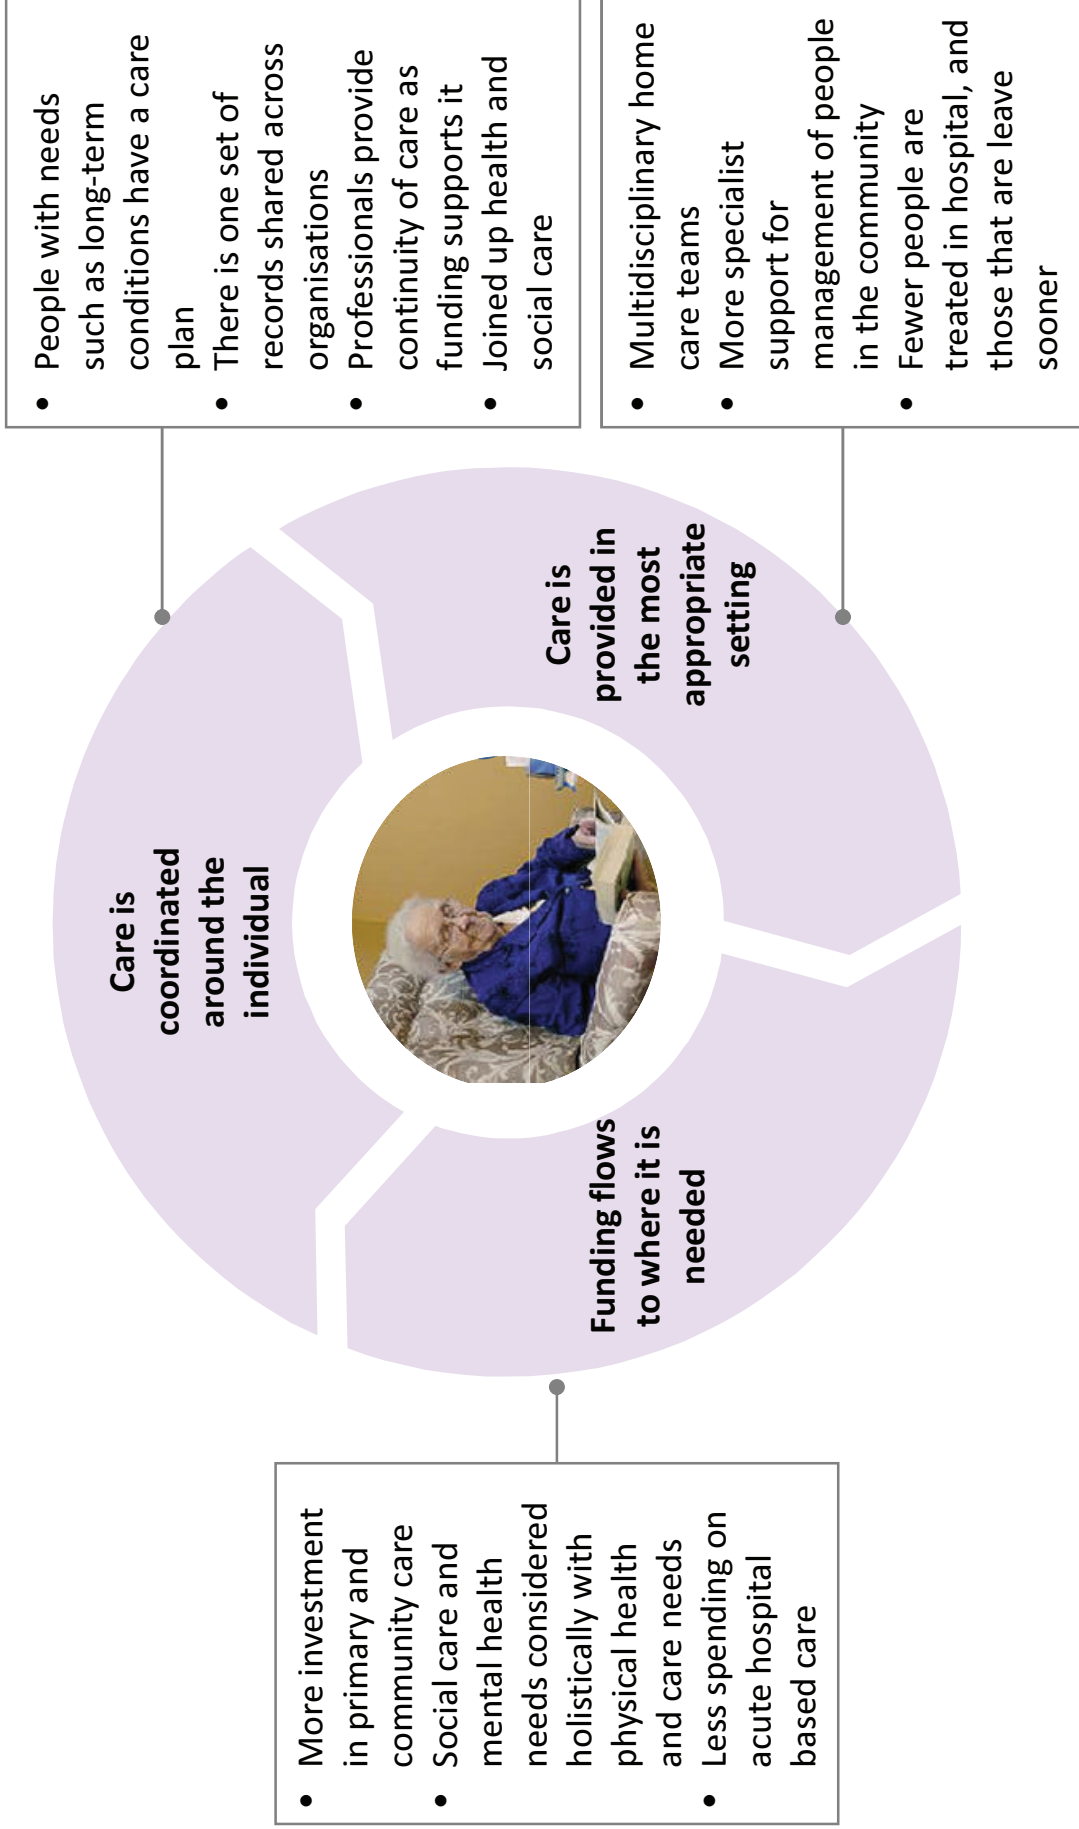 Care is
coordinated
around the
individual
• People with needs
such as long-term
conditions have a care
plan
• There is one set of
records shared across
organisations
• Professionals provide
continuity of care as
funding supports it
• Joined up health and
social care
Care is
provided in
the most
appropriate
setting
• Multidisciplinary home
care teams
• More specialist
support for
management of people
in the community
• Fewer people are
treated in hospital, and
those that are leave
sooner
Funding flows
to where it is
needed
• More investment
in primary and
community care
• Social care and
mental health
needs considered
holistically with
physical health
and care needs
• Less spending on
acute hospital
based care